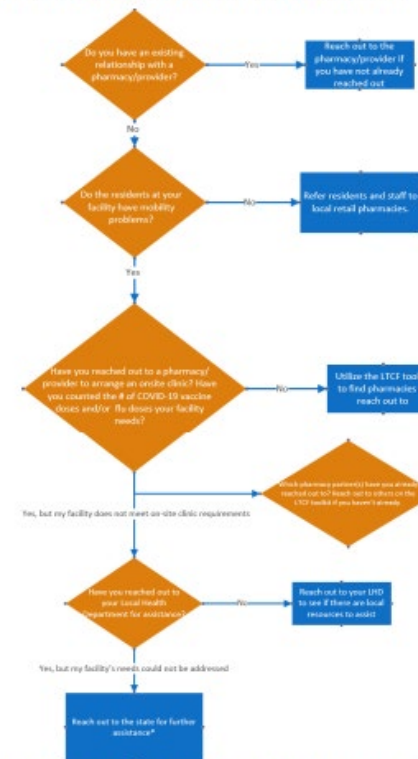 Do you have an existing
relationship with a
pharmacy/provider?
Yes
Reach out to the
pharmacy/provider if
you have not already
reached out
No
Do the residents at your
facility have mobility
problems?
No
Refer residents and staff to
local retail pharmacies.
Yes
Have you reached out to a pharmacy/
provider to arrange an onsite clinic? Have
you counted the # of COVID-19 vaccine
doses and/or flu doses your facility
needs?
No
Utilize the LTCF tool
to find pharmacies
reach out to
Which pharmacy partner(s) have you already
reached out to? Reach out to others on the
LTCF toolkit if you haven't already.
Yes, but my facility does not meet on-site clinic requirements
Have you reached out to
your Local Health
Department for assistance?
No
Reach out to your LHD
to see if there are local
resources to assist
Yes, but my facility's needs could not be addressed
Reach out to the state for further
assistance*